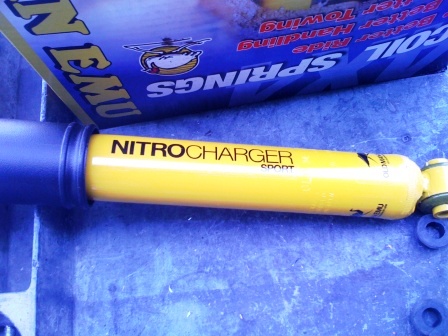 Better Towing
Better Handling
Better Ride
COIL SPRINGS
N EMU
NITROCHARGER
SPORT